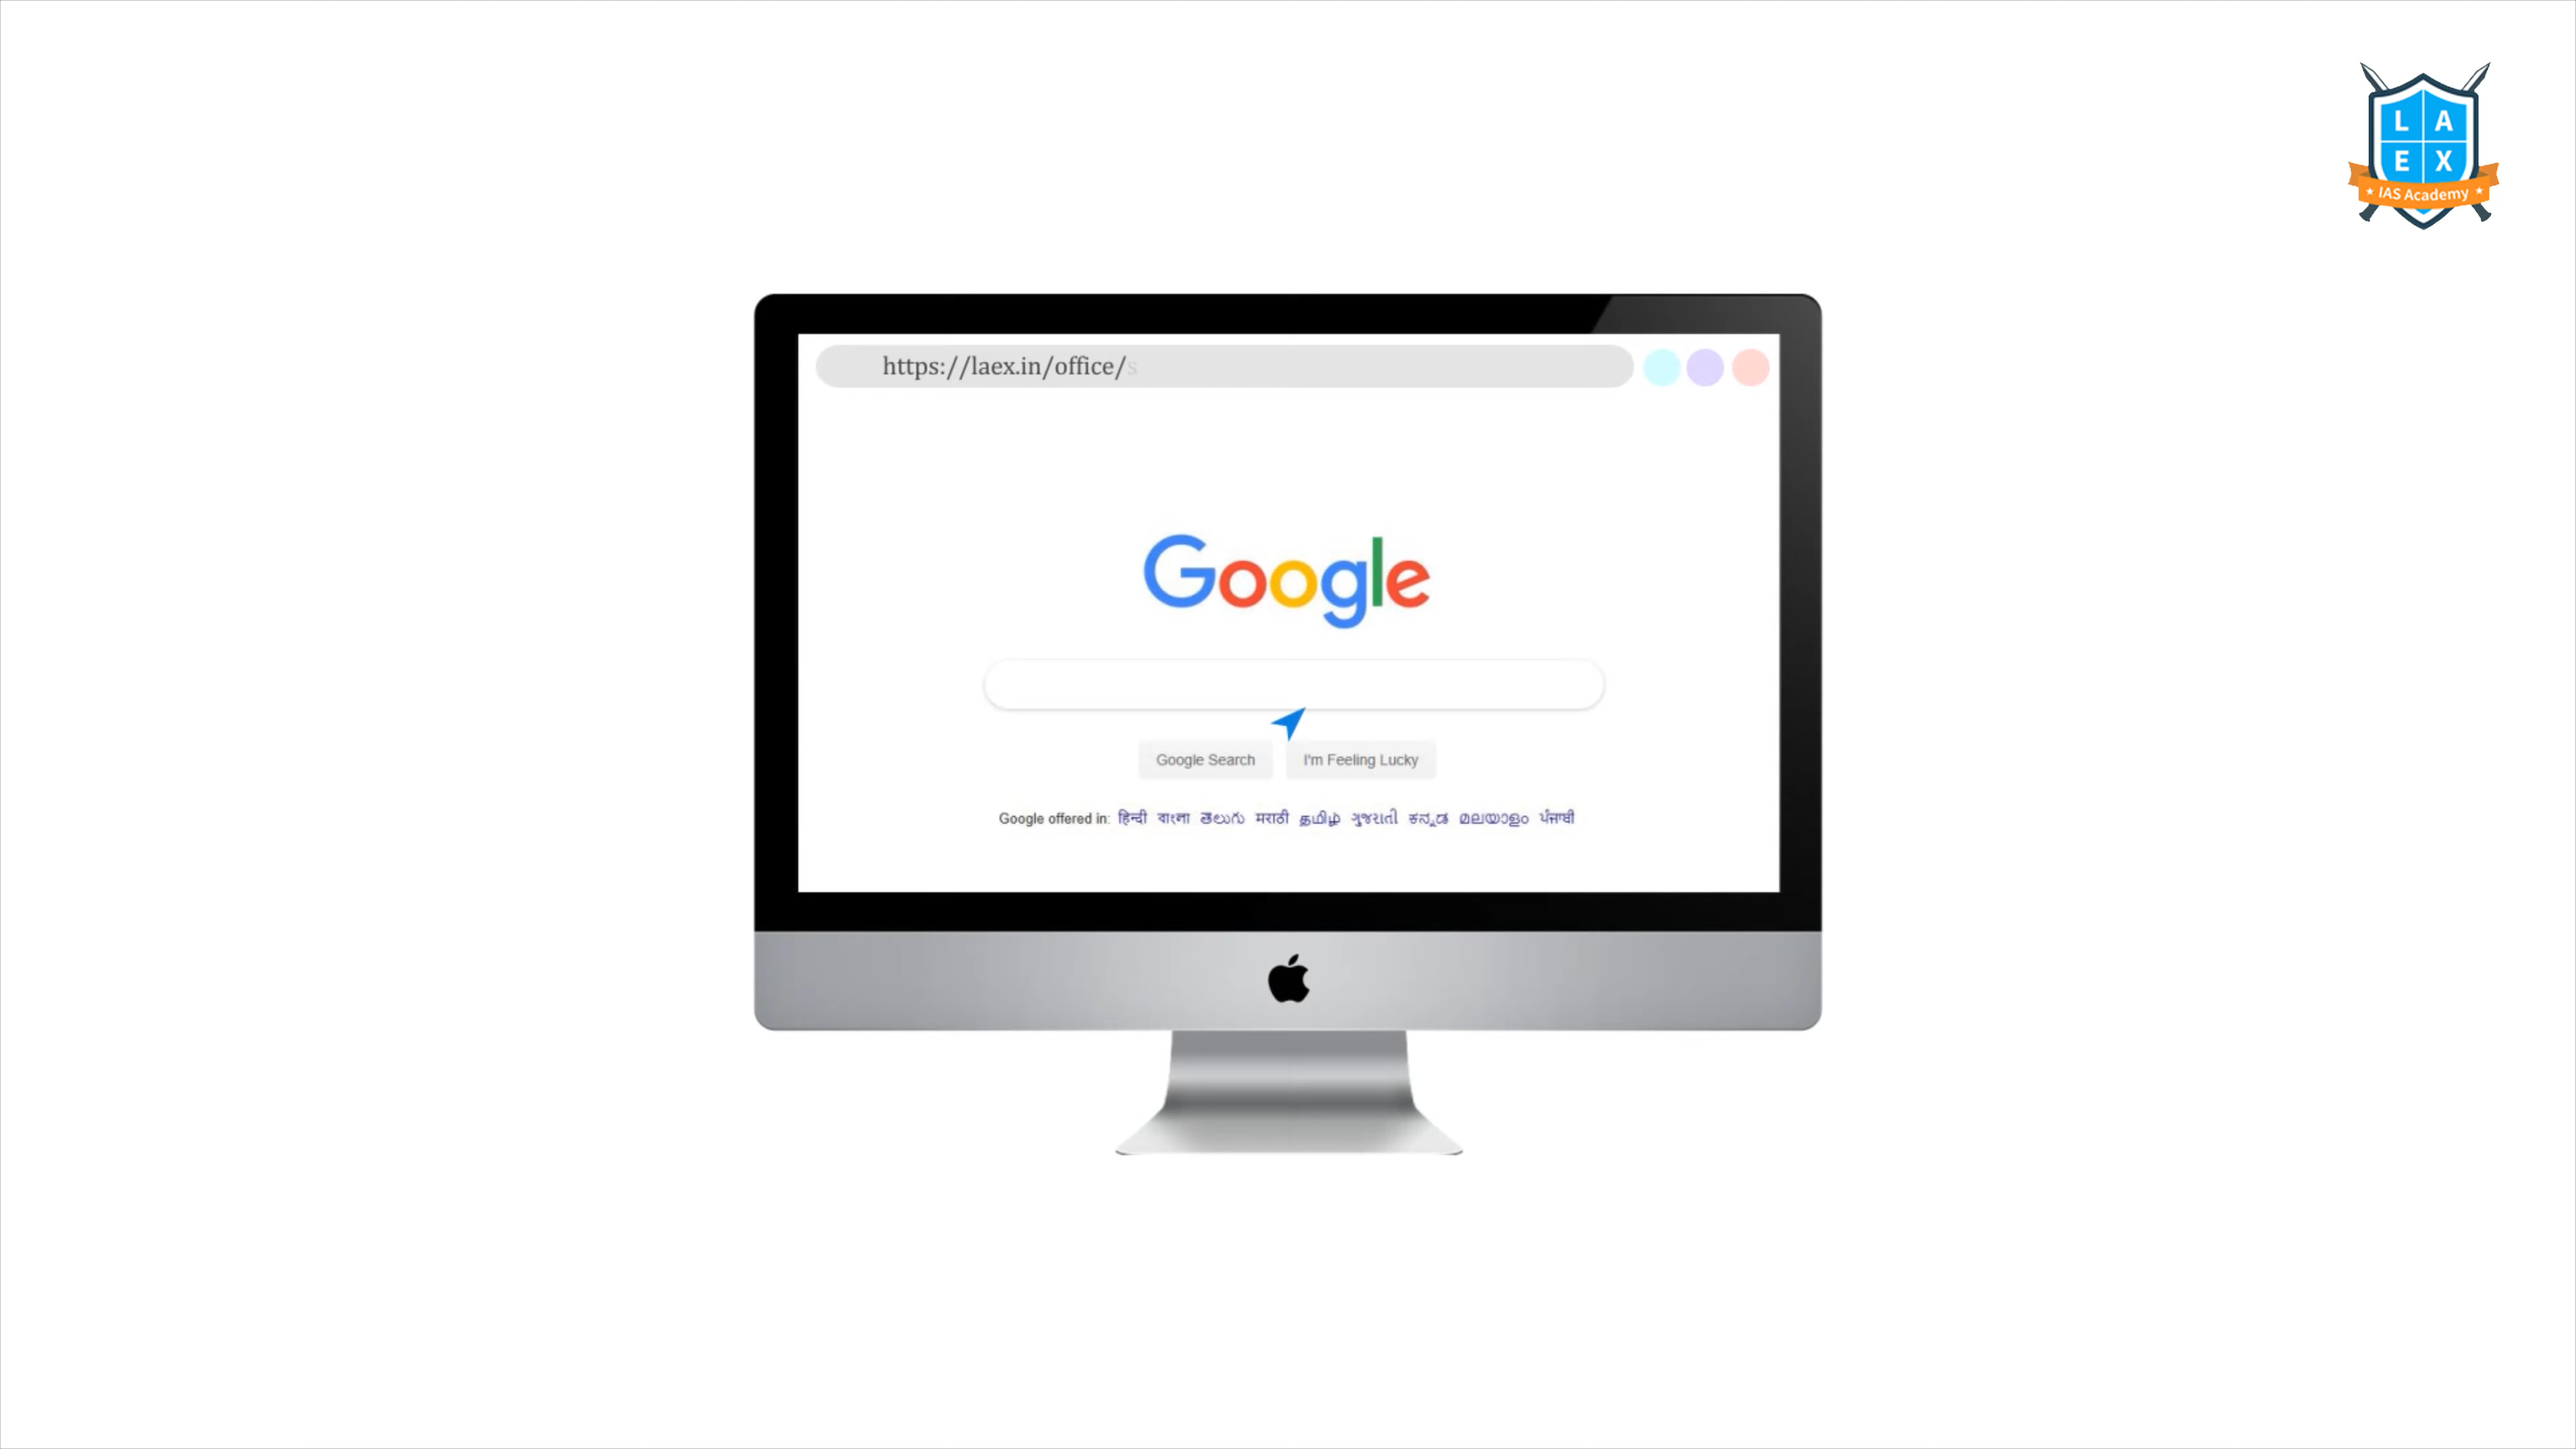 L A
E X
IAS Academy
https://laex.in/office/s
Google
Google Search I'm Feeling Lucky
Google offered in: हिन्दी বাংলা తెలుగు मराठी தமிழ் ગુજરાતી ಕನ್ನಡ മലയാളം ਪੰਜਾਬੀ